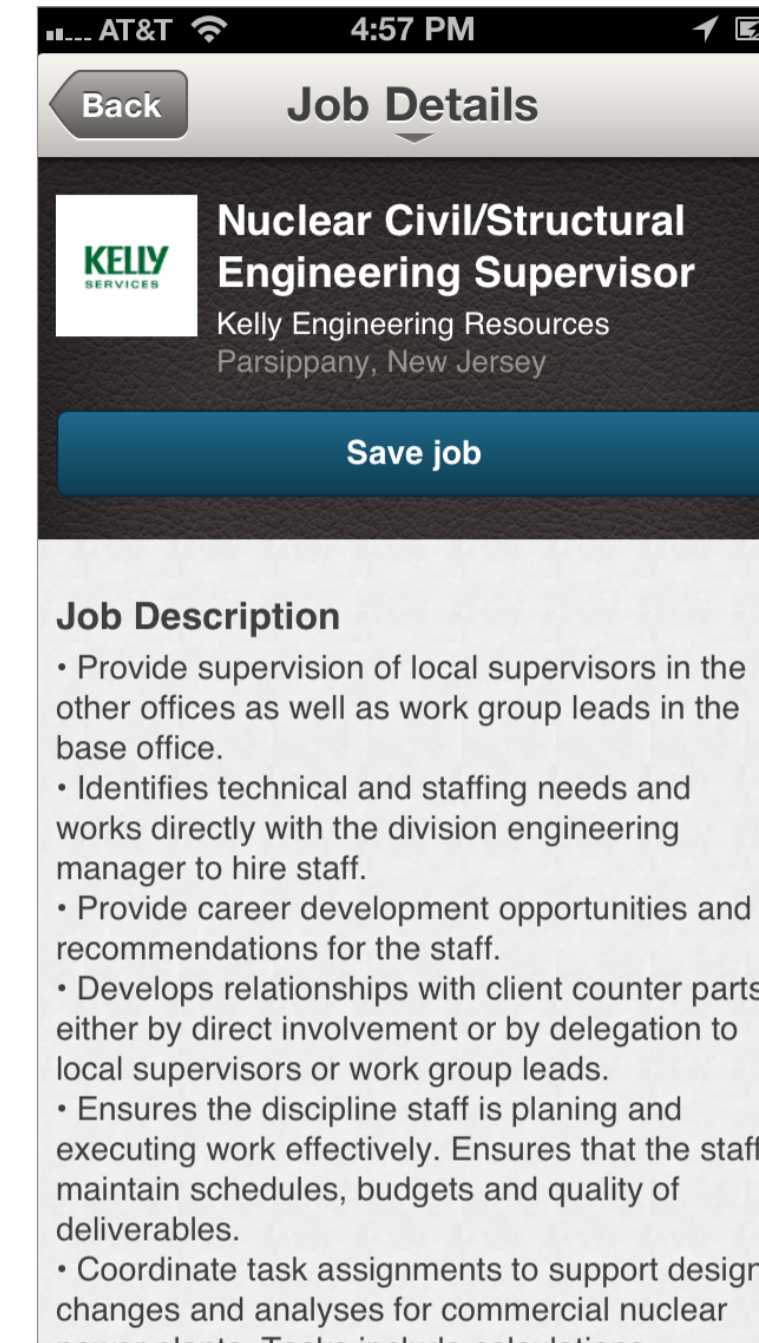 AT&T 4:57 PM
Back Job Details
KELLY
SERVICES
Nuclear Civil/Structural
Engineering Supervisor
Kelly Engineering Resources
Parsippany, New Jersey
Save job
Job Description
• Provide supervision of local supervisors in the
other offices as well as work group leads in the
base office.
• Identifies technical and staffing needs and
works directly with the division engineering
manager to hire staff.
• Provide career development opportunities and
recommendations for the staff.
• Develops relationships with client counter parts
either by direct involvement or by delegation to
local supervisors or work group leads.
• Ensures the discipline staff is planing and
executing work effectively. Ensures that the staff
maintain schedules, budgets and quality of
deliverables.
• Coordinate task assignments to support design
changes and analyses for commercial nuclear
power plants. Tasks include calculations,